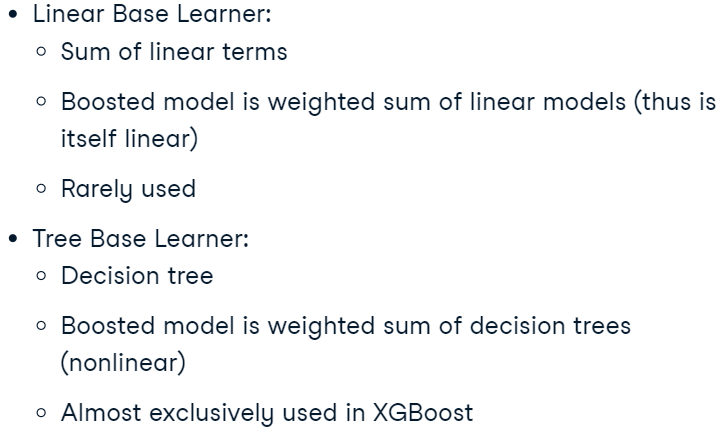 • Linear Base Learner:
◦ Sum of linear terms
◦ Boosted model is weighted sum of linear models (thus is
itself linear)
◦ Rarely used
• Tree Base Learner:
◦ Decision tree
◦ Boosted model is weighted sum of decision trees
(nonlinear)
◦ Almost exclusively used in XGBoost